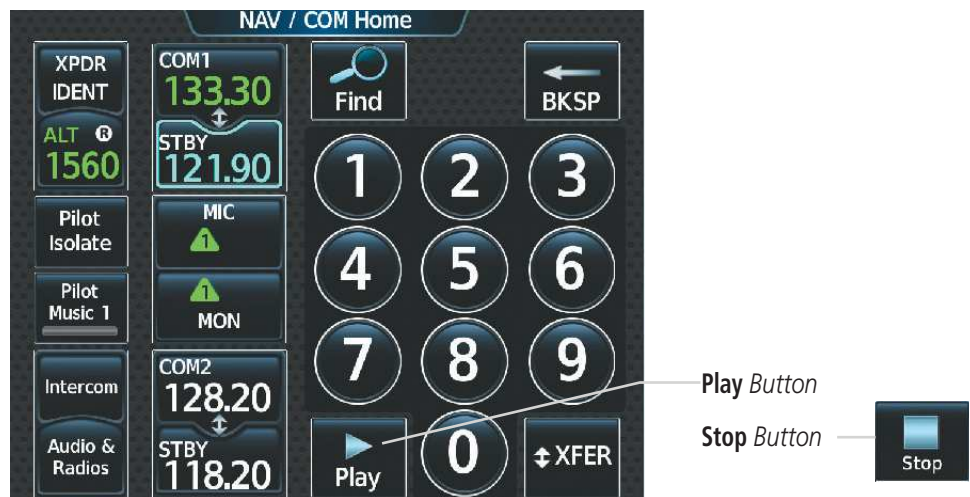 NAV / COM Home
XPDR
IDENT
ALT R
1560
Pilot
Isolate
Pilot
Music 1
Intercom
Audio &
Radios
COM1
133.30
STBY
121.90
MIC
1
1
MON
COM2
128.20
STBY
118.20
Find
BKSP
1 2 3
4 5 6
7 8 9
Play
0
XFER
Play Button
Stop Button
Stop